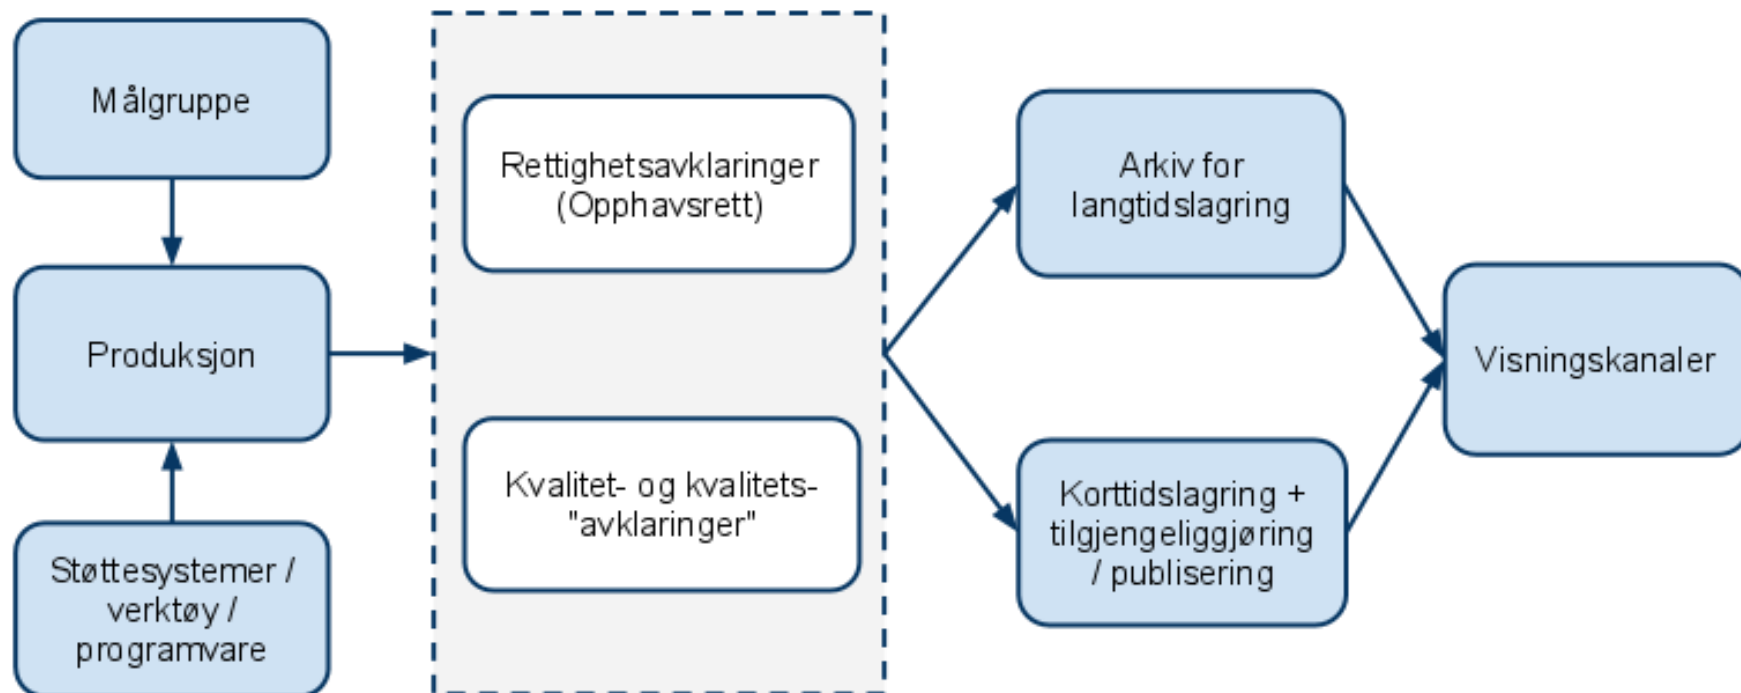 Målgruppe
Produksjon
Støttesystemer /
verktøy /
programvare
Rettighetsavklaringer
(Opphavsrett)
Kvalitet- og kvalitets-
"avklaringer"
Arkiv for
langtidslagring
Korttidslagring +
tilgjengeliggjøring
/ publisering
Visningskanaler